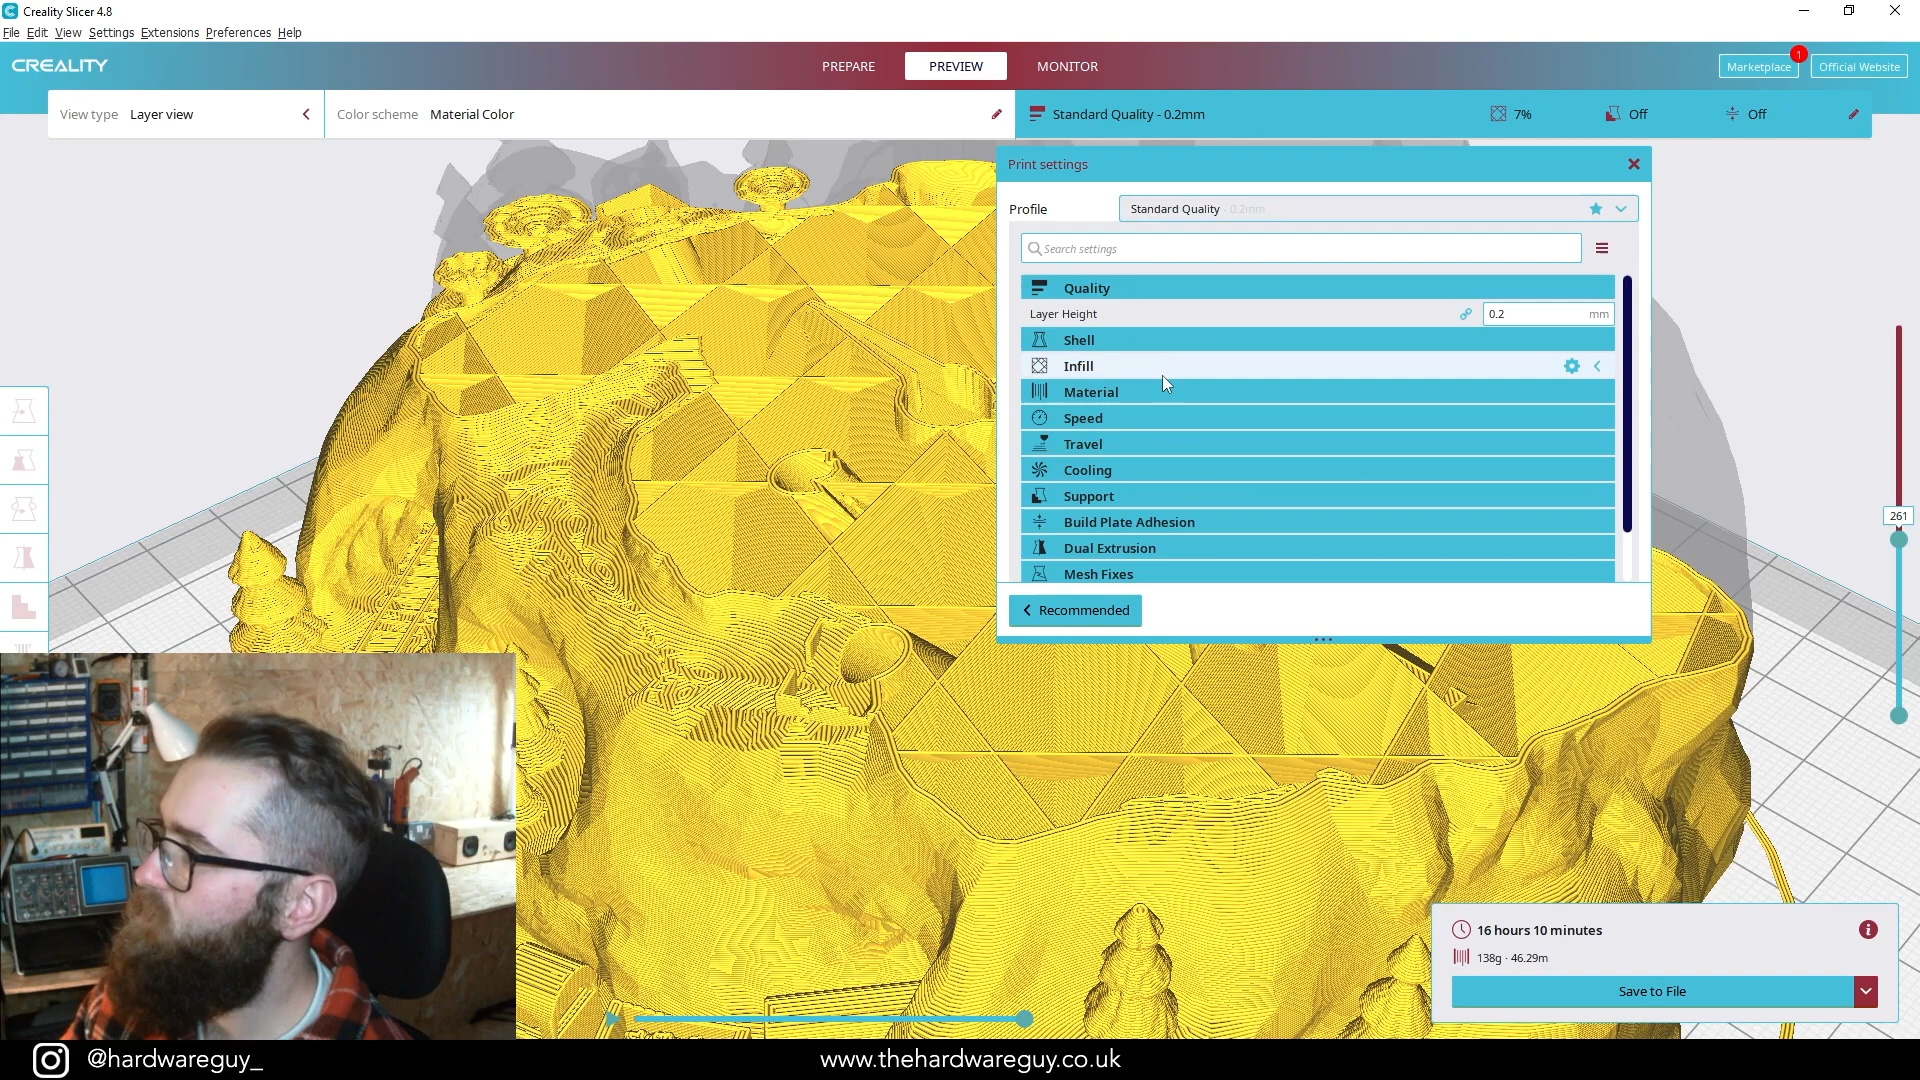 Creality Slicer 4.8
File Edit View Settings Extensions Preferences Help
CREALITY
PREPARE PREVIEW MONITOR
Marketplace 1 Official Website
View type Layer view Color scheme Material Color
Standard Quality - 0.2mm 7% Off Off
Print settings
Profile Standard Quality - 0.2mm
Search settings
Quality
Layer Height 0.2 mm
Shell
Infill
Material
Speed
Travel
Cooling
Support
Build Plate Adhesion
Dual Extrusion
Mesh Fixes
Recommended
261
16 hours 10 minutes
138g · 46.29m
Save to File
@hardwareguy_ www.thehardwareguy.co.uk